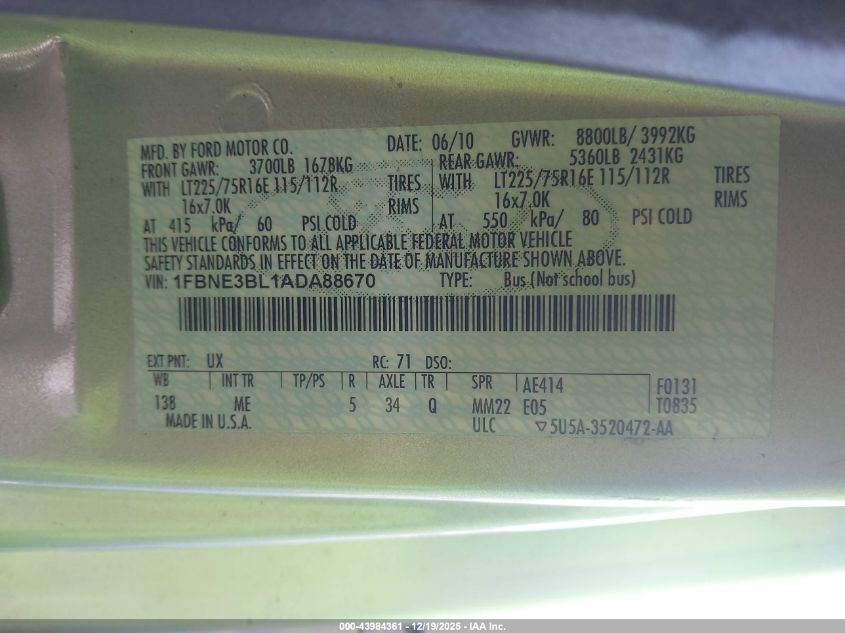 MFD. BY FORD MOTOR CO. DATE: 06/10 GVWR: 8800LB/ 3992KG
FRONT GAWR: 3700LB 1678KG REAR GAWR: 5360LB 2431KG
WITH LT225/75R16E 115/112R TIRES WITH LT225/75R16E 115/112R TIRES
16x7.0K RIMS 16x7.0K RIMS
AT 415 kPa/ 60 PSI COLD AT 550 kPa/ 80 PSI COLD
THIS VEHICLE CONFORMS TO ALL APPLICABLE FEDERAL MOTOR VEHICLE
SAFETY STANDARDS IN EFFECT ON THE DATE OF MANUFACTURE SHOWN ABOVE.
VIN: 1FBNE3BL1ADA88670 TYPE: Bus (Not school bus)
EXT PNT: UX RC: 71 DSO:
WB INT TR TP/PS R AXLE TR SPR AE414 F0131
138 ME 5 34 Q MM22 E05 T0835
MADE IN U.S.A. ULC ▽5U5A-3520472-AA
000-43984361 - 12/19/2025 - IAA Inc.